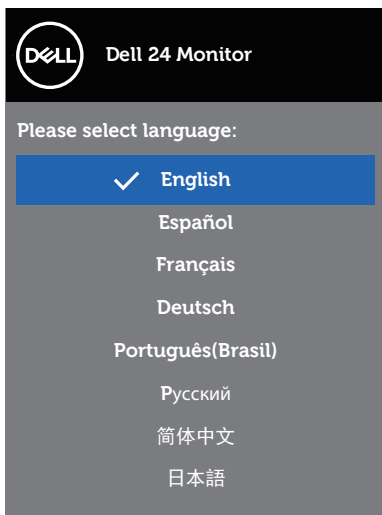 DELL
Dell 24 Monitor
Please select language:
English
Español
Français
Deutsch
Português(Brasil)
Русский
简体中文
日本語